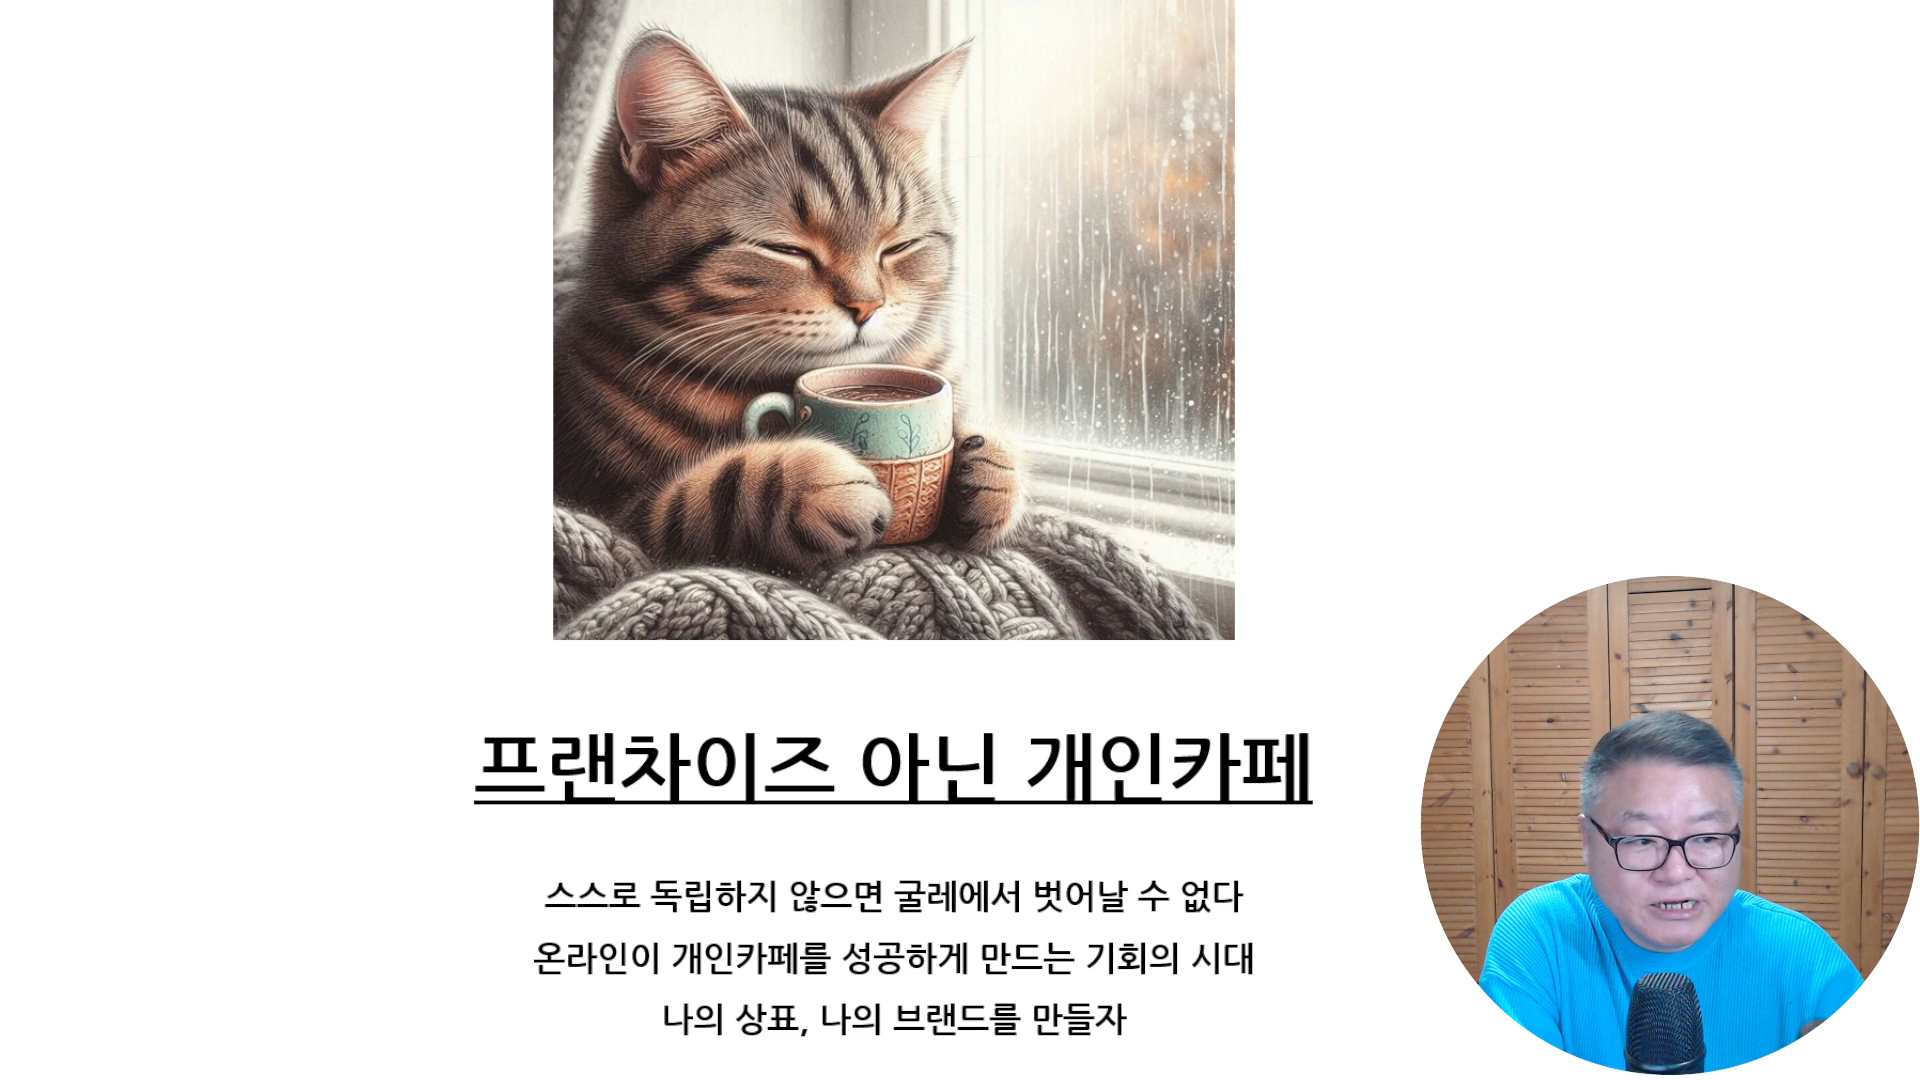 프랜차이즈 아닌 개인카페
스스로 독립하지 않으면 굴레에서 벗어날 수 없다
온라인이 개인카페를 성공하게 만드는 기회의 시대
나의 상표, 나의 브랜드를 만들자